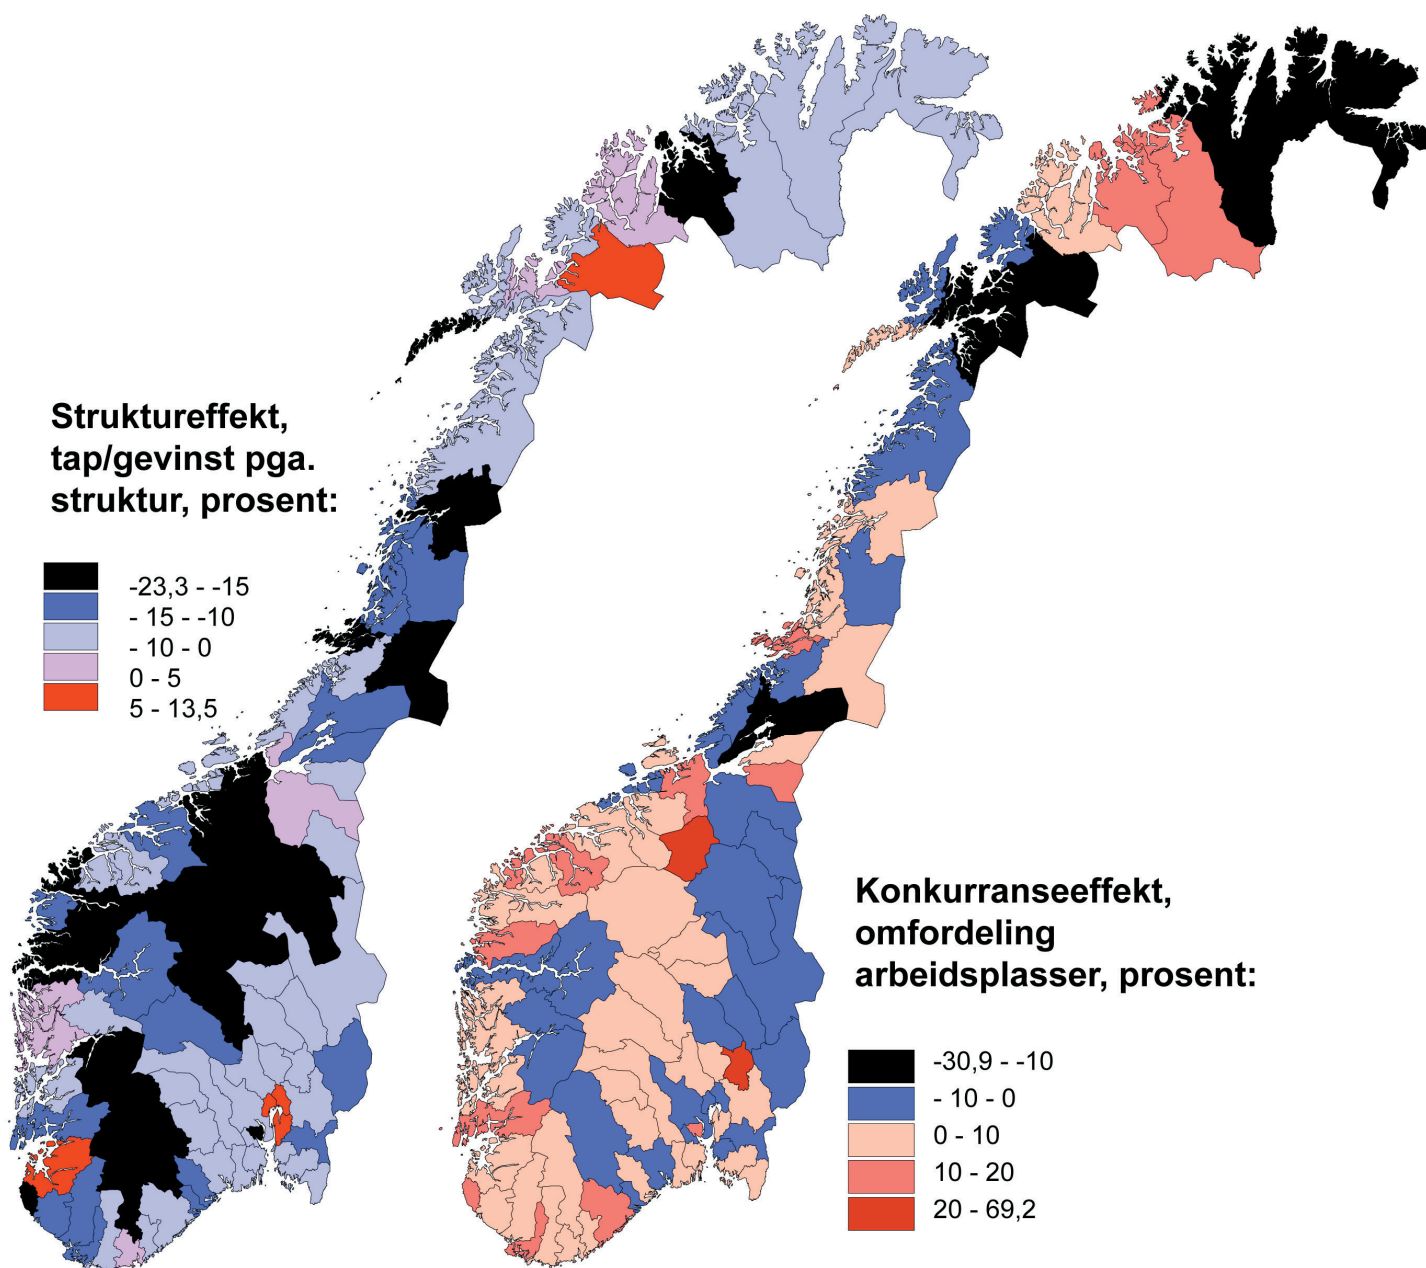 Struktureffekt,
tap/gevinst pga.
struktur, prosent:
-23,3 - -15
- 15 - -10
- 10 - 0
0 - 5
5 - 13,5
Konkurranseeffekt,
omfordeling
arbeidsplasser, prosent:
-30,9 - -10
- 10 - 0
0 - 10
10 - 20
20 - 69,2